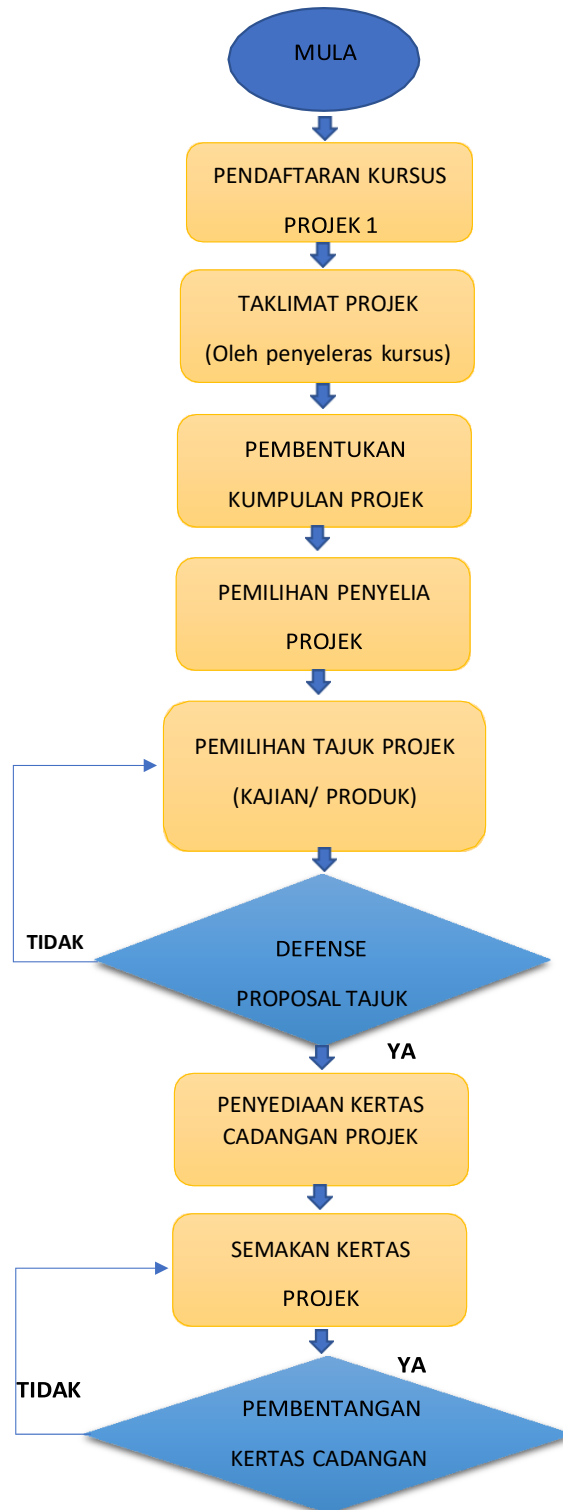 MULA
PENDAFTARAN KURSUS
PROJEK 1
TAKLIMAT PROJEK
(Oleh penyeleras kursus)
PEMBENTUKAN
KUMPULAN PROJEK
PEMILIHAN PENYELIA
PROJEK
PEMILIHAN TAJUK PROJEK
(KAJIAN/ PRODUK)
TIDAK
DEFENSE
PROPOSAL TAJUK
YA
PENYEDIAAN KERTAS
CADANGAN PROJEK
SEMAKAN KERTAS
PROJEK
YA
TIDAK
PEMBENTANGAN
KERTAS CADANGAN